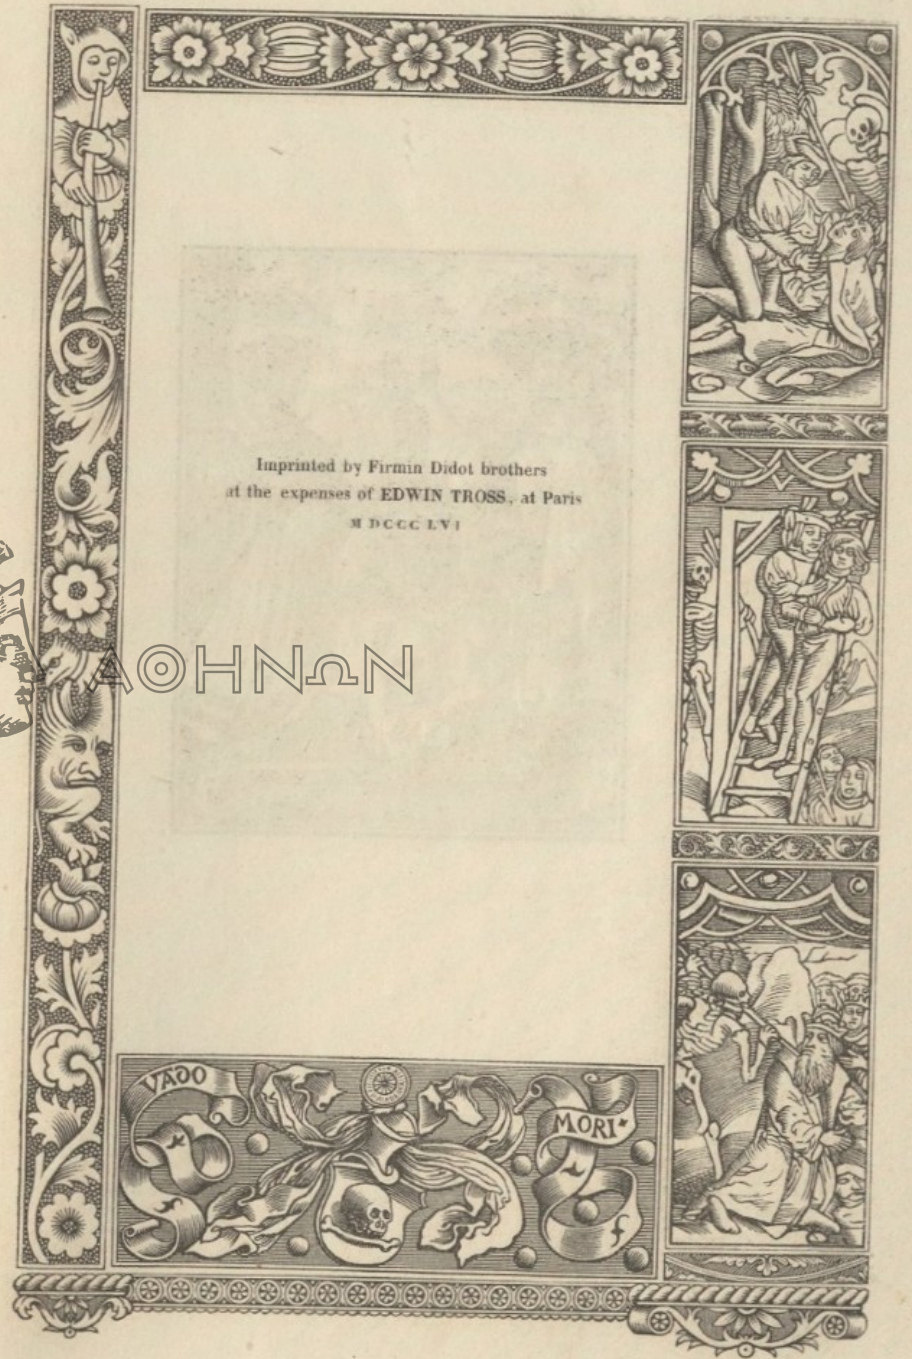 Imprinted by Firmin Didot brothers
at the expenses of EDWIN TROSS, at Paris
M DCCC LVI
ΑΘΗΝΩΝ
VADO
MORI